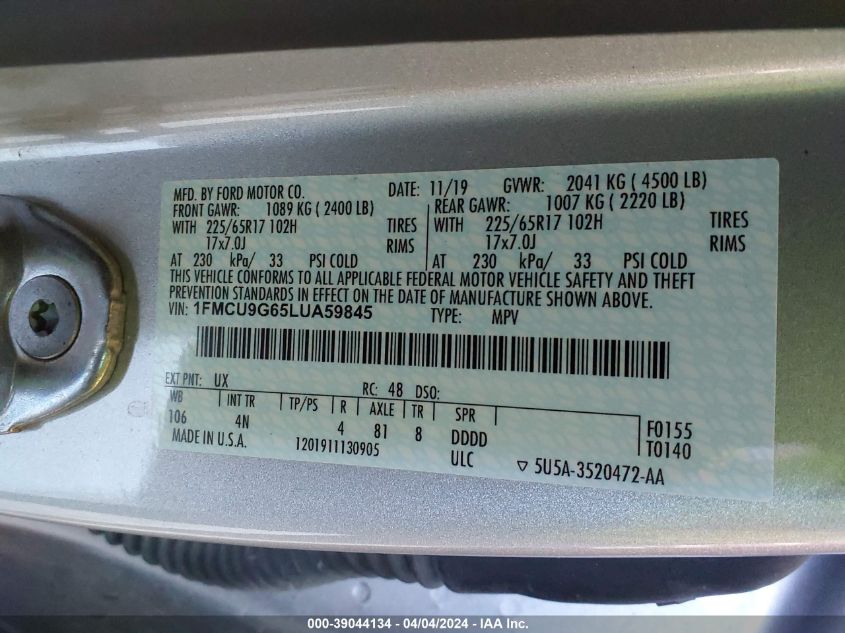 MFD. BY FORD MOTOR CO. DATE: 11/19 GVWR: 2041 KG ( 4500 LB)
FRONT GAWR: 1089 KG ( 2400 LB) REAR GAWR: 1007 KG ( 2220 LB)
WITH 225/65R17 102H TIRES WITH 225/65R17 102H TIRES
17x7.0J RIMS 17x7.0J RIMS
AT 230 kPa/ 33 PSI COLD AT 230 kPa/ 33 PSI COLD
THIS VEHICLE CONFORMS TO ALL APPLICABLE FEDERAL MOTOR VEHICLE SAFETY AND THEFT
PREVENTION STANDARDS IN EFFECT ON THE DATE OF MANUFACTURE SHOWN ABOVE.
VIN: 1FMCU9G65LUA59845 TYPE: MPV
EXT PNT: UX RC: 48 DSO:
WB INT TR TP/PS R AXLE TR SPR
106 4N 4 81 8 DDDD F0155
MADE IN U.S.A. 1201911130905 ULC T0140
5U5A-3520472-AA
000-39044134 - 04/04/2024 - IAA Inc.